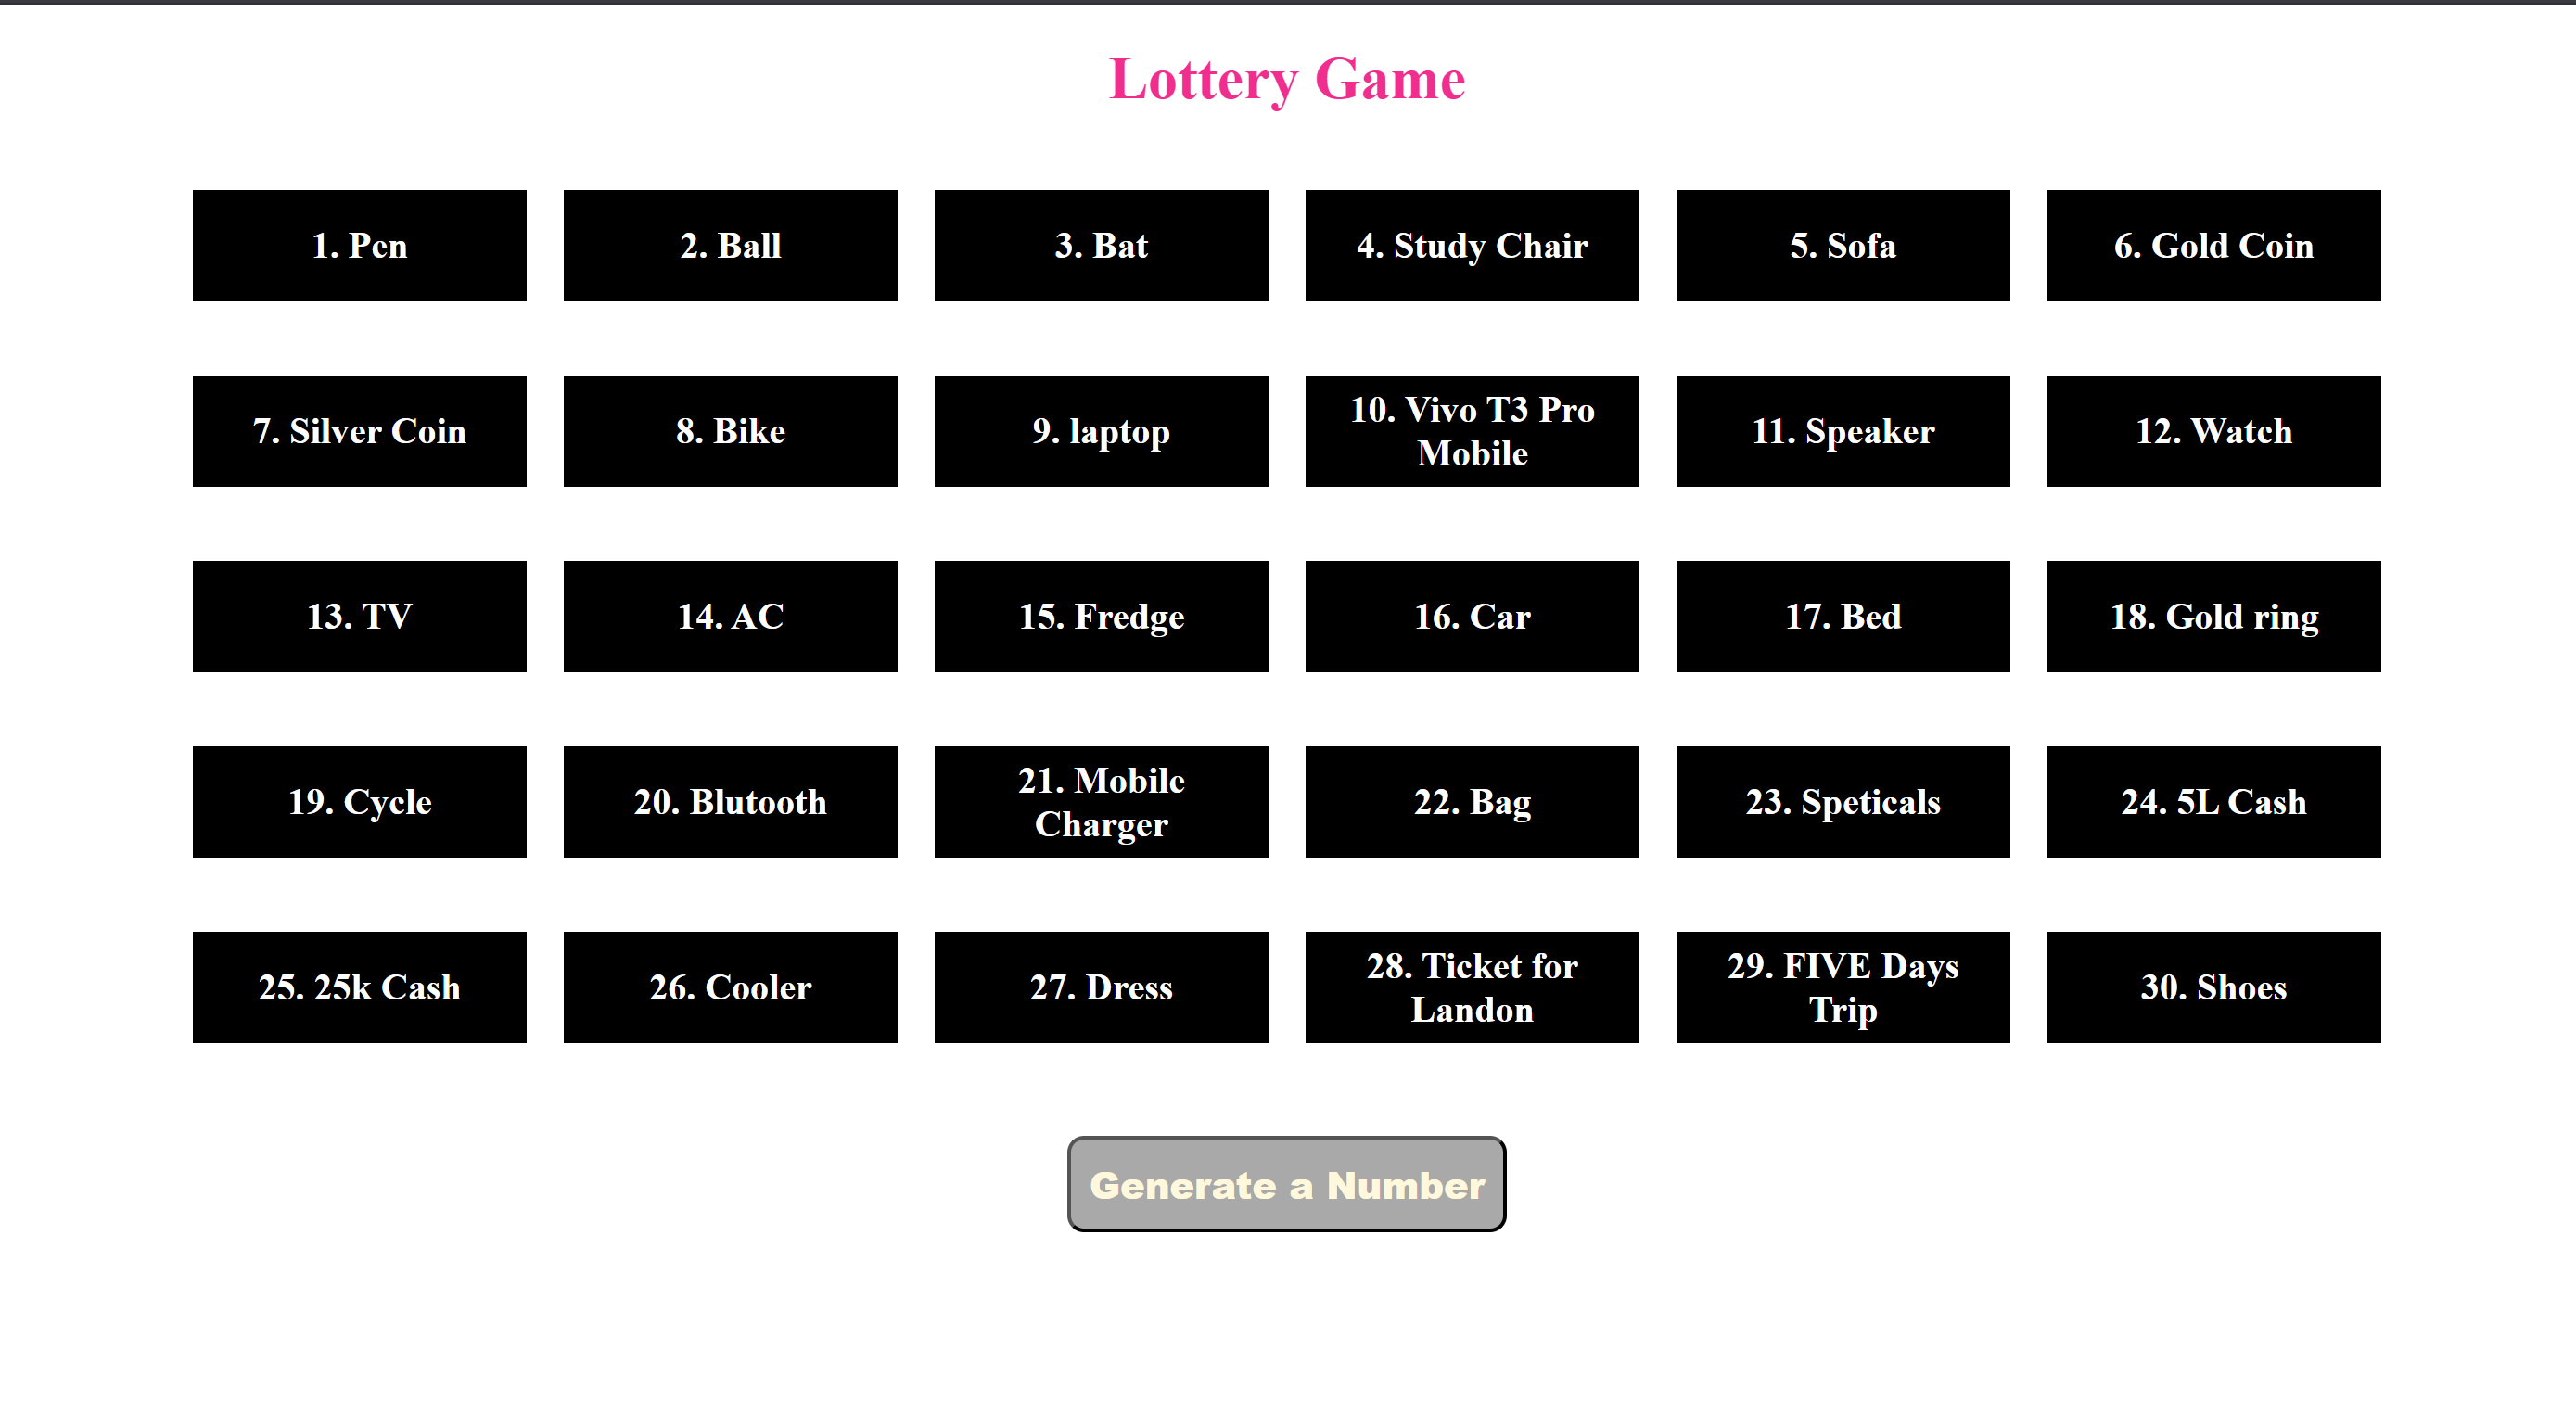 Lottery Game
1. Pen
2. Ball
3. Bat
4. Study Chair
5. Sofa
6. Gold Coin
7. Silver Coin
8. Bike
9. laptop
10. Vivo T3 Pro
Mobile
11. Speaker
12. Watch
13. TV
14. AC
15. Fredge
16. Car
17. Bed
18. Gold ring
19. Cycle
20. Blutooth
21. Mobile
Charger
22. Bag
23. Speticals
24. 5L Cash
25. 25k Cash
26. Cooler
27. Dress
28. Ticket for
Landon
29. FIVE Days
Trip
30. Shoes
Generate a Number